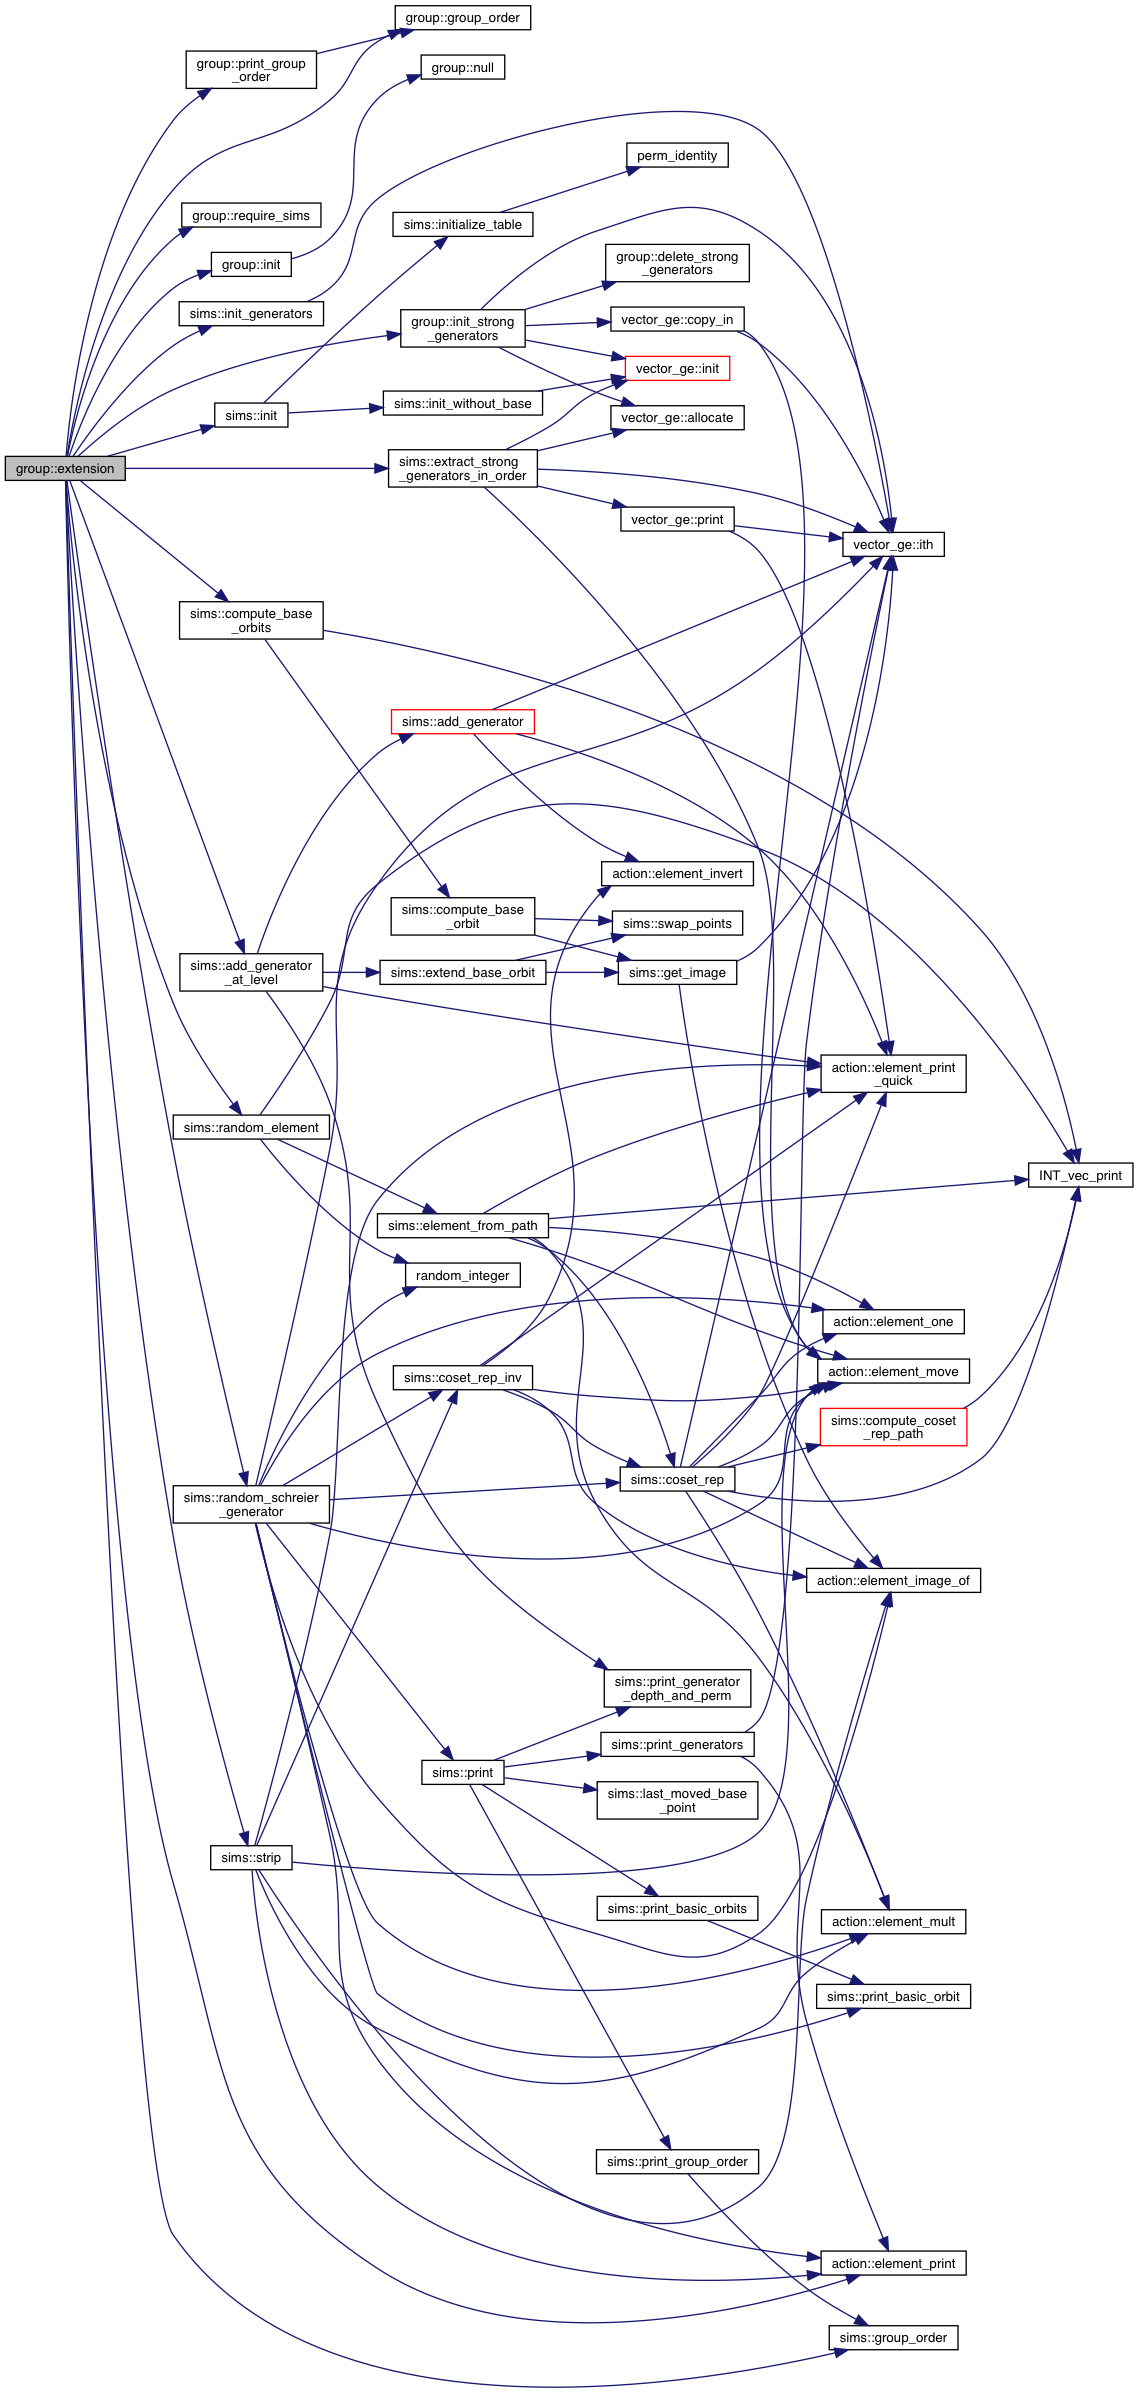 group::group_order
group::print_group
_order
group::null
perm_identity
group::require_sims
sims::initialize_table
group::init
group::delete_strong
_generators
sims::init_generators
group::init_strong
_generators
vector_ge::copy_in
vector_ge::init
sims::init
sims::init_without_base
vector_ge::allocate
group::extension
sims::extract_strong
_generators_in_order
vector_ge::print
vector_ge::ith
sims::compute_base
_orbits
sims::add_generator
action::element_invert
sims::compute_base
_orbit
sims::swap_points
sims::add_generator
_at_level
sims::extend_base_orbit
sims::get_image
action::element_print
_quick
sims::random_element
INT_vec_print
sims::element_from_path
random_integer
action::element_one
sims::coset_rep_inv
action::element_move
sims::compute_coset
_rep_path
sims::coset_rep
sims::random_schreier
_generator
action::element_image_of
sims::print_generator
_depth_and_perm
sims::print_generators
sims::print
sims::last_moved_base
_point
sims::strip
sims::print_basic_orbits
action::element_mult
sims::print_basic_orbit
sims::print_group_order
action::element_print
sims::group_order